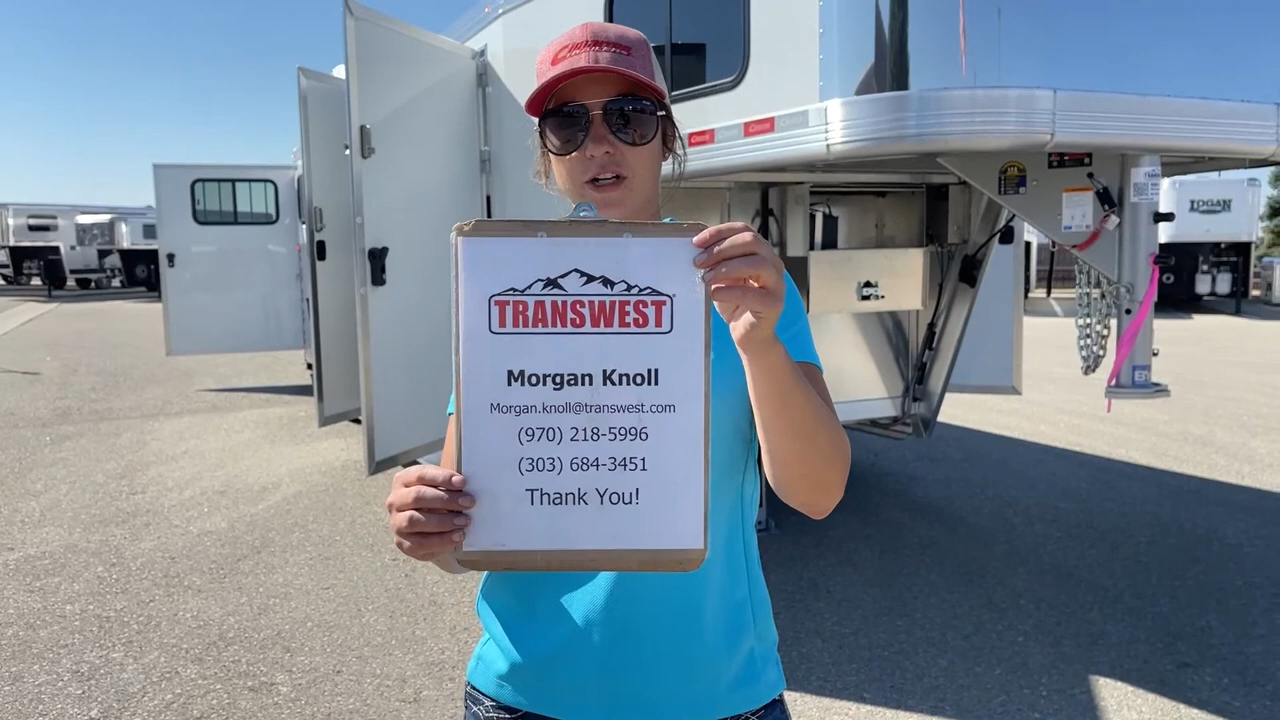 TRANSWEST
Morgan Knoll
Morgan.knoll@transwest.com
(970) 218-5996
(303) 684-3451
Thank You!
LOGAN